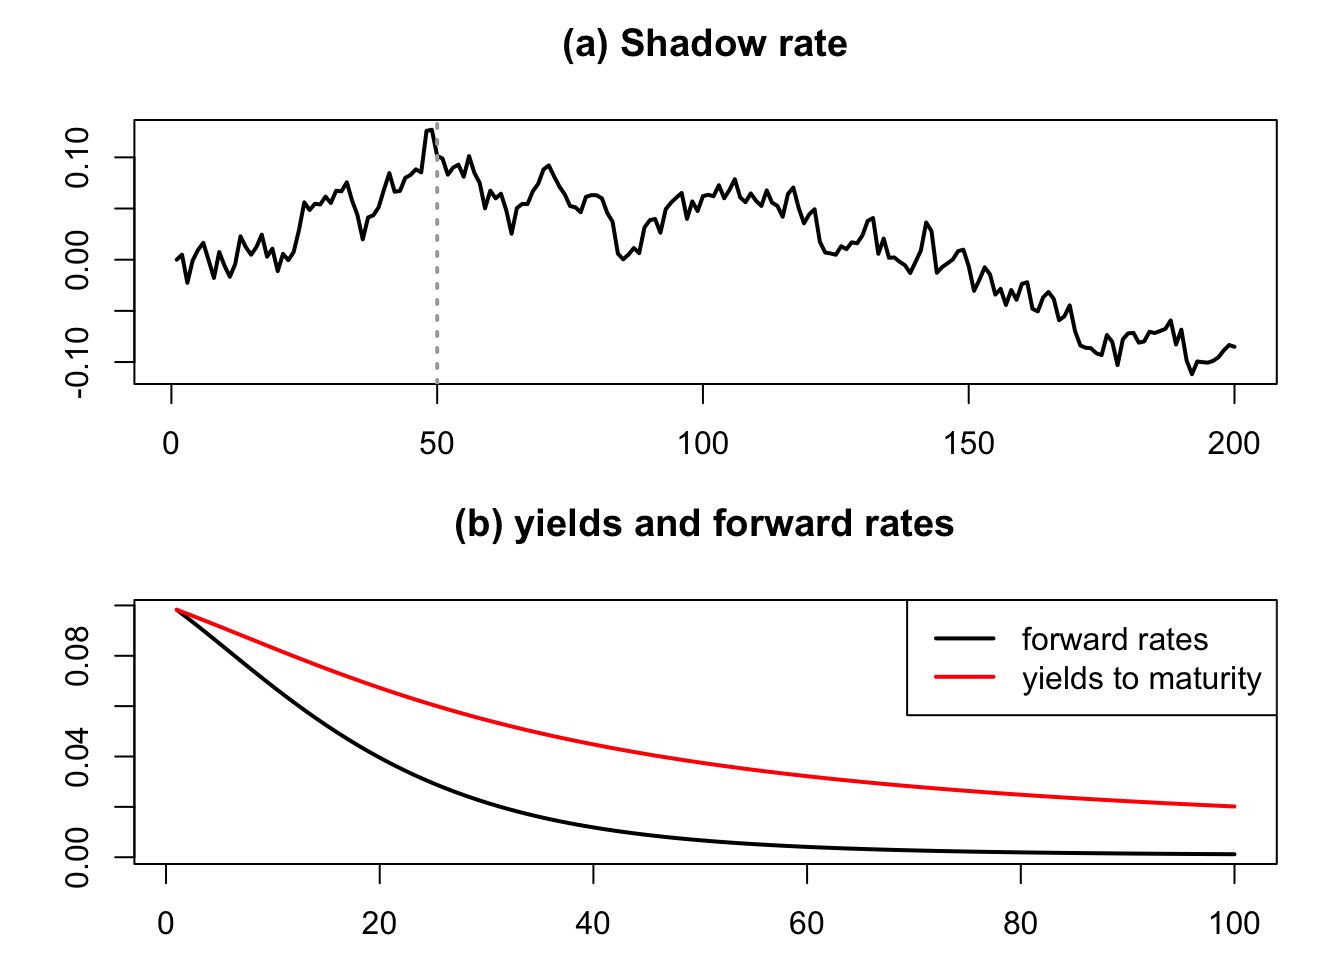 (a) Shadow rate
0.10
0.00
-0.10
0 50 100 150 200
(b) yields and forward rates
forward rates
yields to maturity
0.08
0.04
0.00
0 20 40 60 80 100